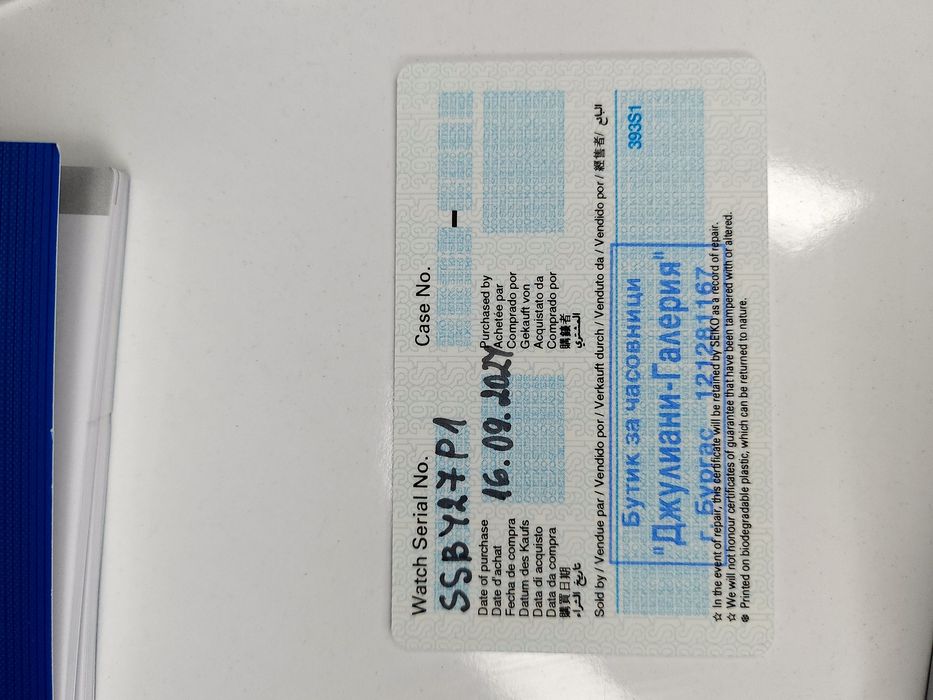 Watch Serial No.
SSB427P1
Case No.
Date of purchase
Date d'achat
Fecha de compra
Datum des Kaufs
Data di acquisto
Data da compra
購買日期
تاريخ الشراء
16.09.2024
Purchased by
Achetée par
Comprado por
Gekauft von
Acquistato da
Comprado por
購錶者
المشتري
Sold by / Vendue par / Vendido por / Verkauft durch / Venduto da / Vendido por / 經售者/ البائع
393S1
Бутик за часовници
"Джулиани-Галерия"
г. Бургас 121281167
☆ In the event of repair, this certificate will be retained by SEIKO as a record of repair.
☆ We will not honour certificates of guarantee that have been tampered with or altered.
❄ Printed on biodegradable plastic, which can be returned to nature.